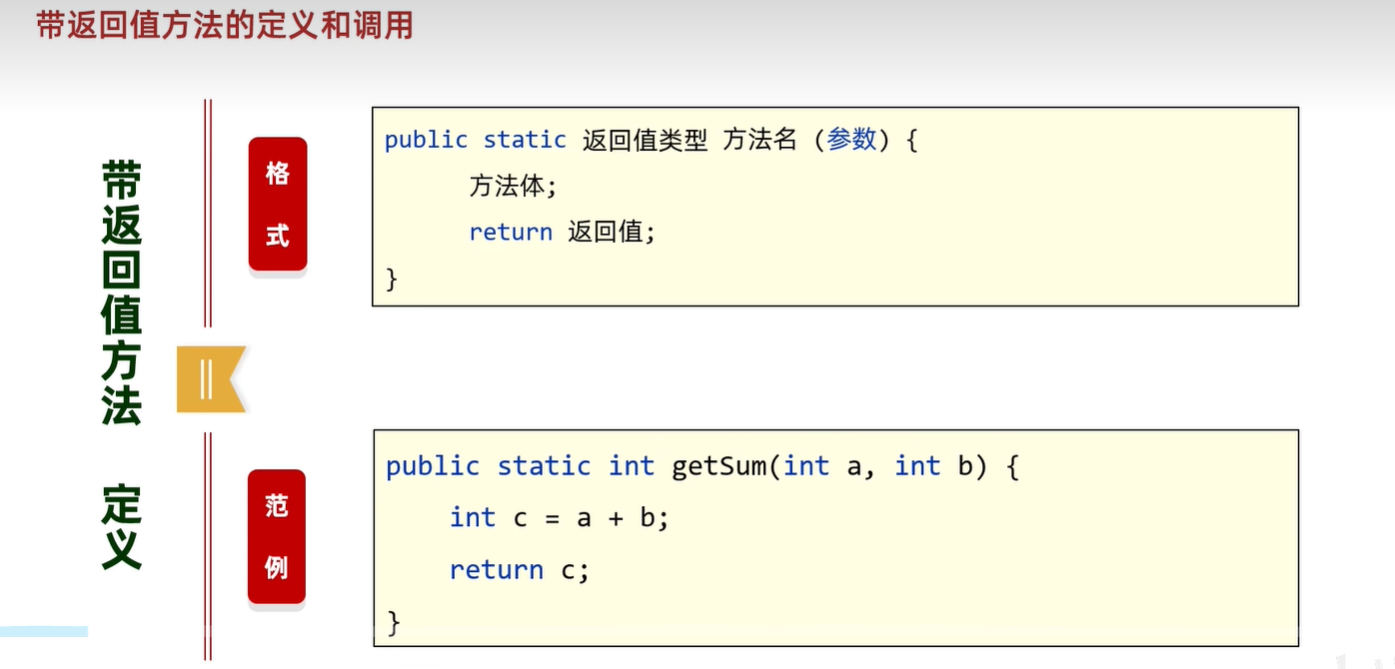 带返回值方法的定义和调用
带返回值方法 定义
格式
public static 返回值类型 方法名 (参数) {
方法体;
return 返回值;
}
范例
public static int getSum(int a, int b) {
int c = a + b;
return c;
}